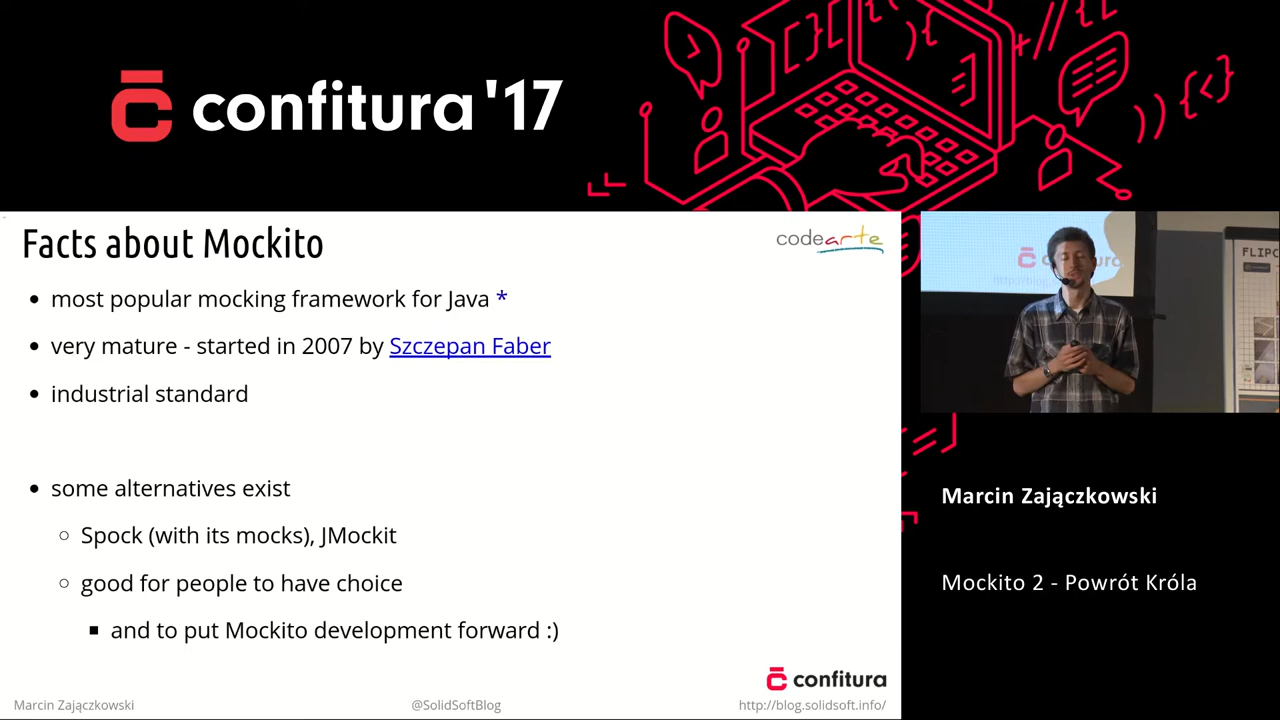 confitura '17
Facts about Mockito
codearte
most popular mocking framework for Java *
very mature - started in 2007 by Szczepan Faber
industrial standard
some alternatives exist
Spock (with its mocks), JMockit
good for people to have choice
and to put Mockito development forward :)
confitura
Marcin Zajączkowski
@SolidSoftBlog
http://blog.solidsoft.info/
FLIPC
Marcin Zajączkowski
Mockito 2 - Powrót Króla